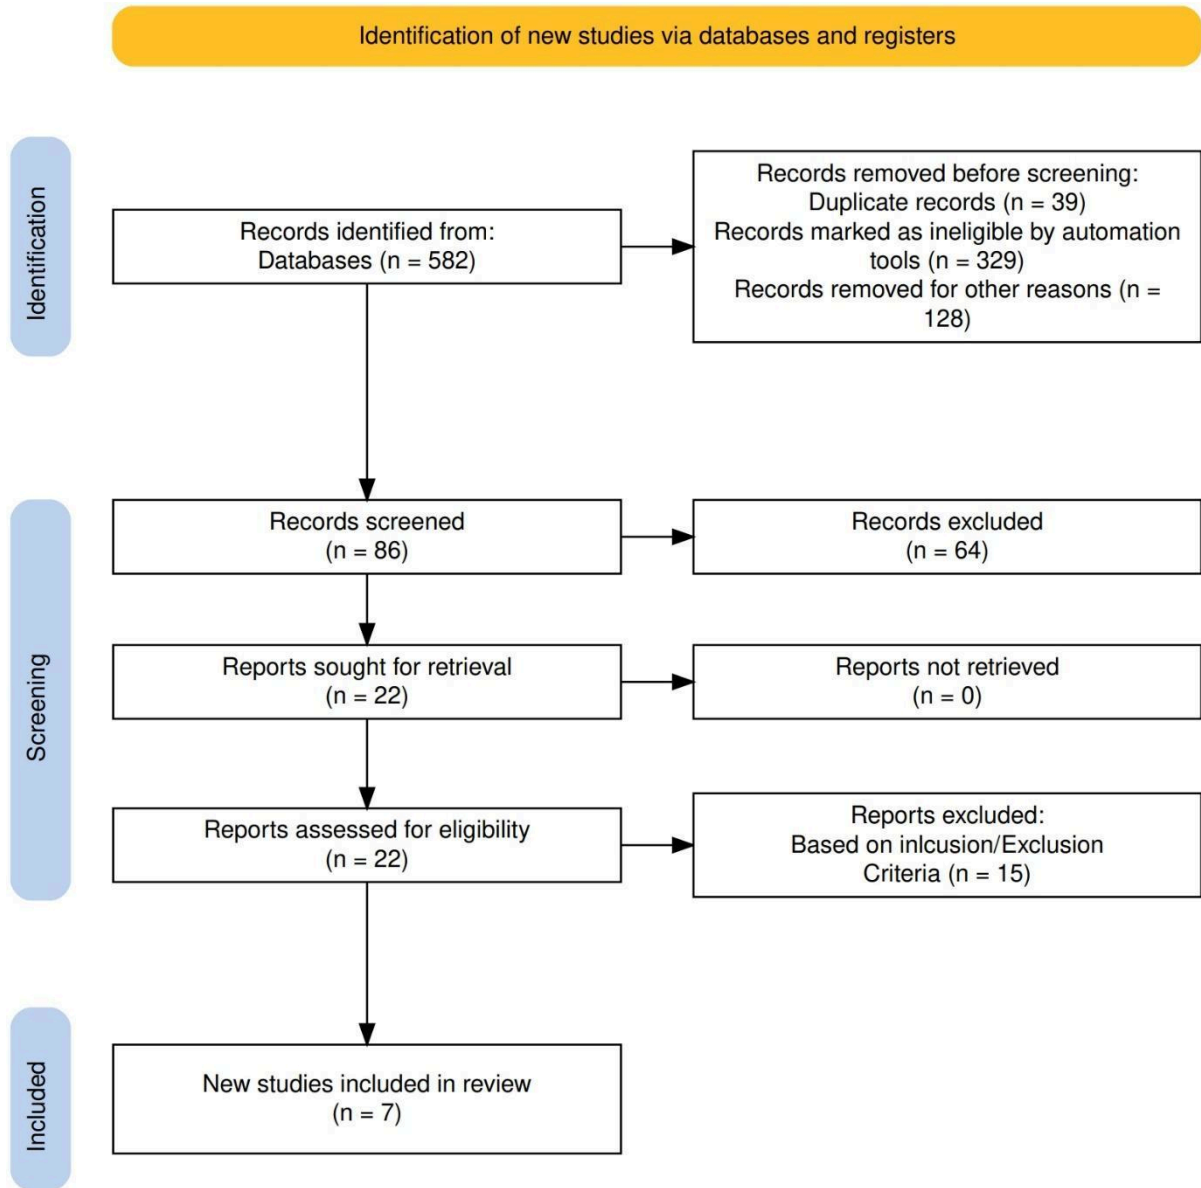 Identification of new studies via databases and registers
Identification
Records identified from:
Databases (n = 582)
Records removed before screening:
Duplicate records (n = 39)
Records marked as ineligible by automation
tools (n = 329)
Records removed for other reasons (n =
128)
Screening
Records screened
(n = 86)
Records excluded
(n = 64)
Reports sought for retrieval
(n = 22)
Reports not retrieved
(n = 0)
Reports assessed for eligibility
(n = 22)
Reports excluded:
Based on inlcusion/Exclusion
Criteria (n = 15)
Included
New studies included in review
(n = 7)